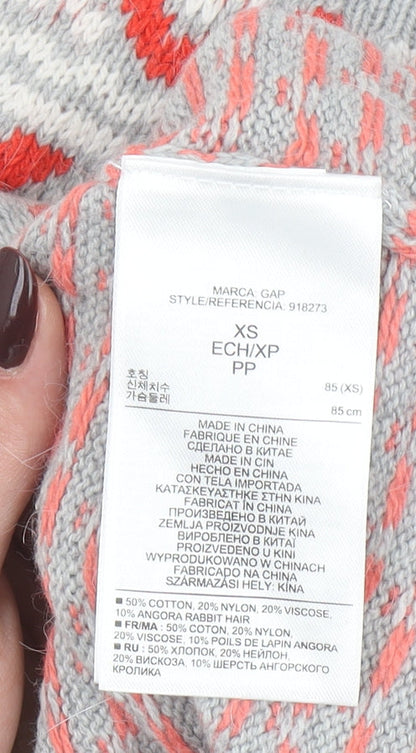 MARCA: GAP
STYLE/REFERENCIA: 918273
XS
ECH/XP
PP
호칭
신체치수 85 (XS)
가슴둘레 85 cm
MADE IN CHINA
FABRIQUE EN CHINE
СДЕЛАНО В КИТАЕ
MADE IN CIN
HECHO EN CHINA
CON TELA IMPORTADA
ΚΑΤΑΣΚΕΥΑΣΤΗΚΕ ΣΤΗΝ ΚΙΝΑ
FABRICAT ÎN CHINA
ПРОИЗВЕДЕНО В КИТАЙ
ZEMLJA PROIZVODNJE: KINA
ВИРОБЛЕНО В КИТАЇ
PROIZVEDENO U KINI
WYPRODUKOWANO W CHINACH
FABRICADO NA CHINA
SZÁRMAZÁSI HELY: KÍNA
■ 50% COTTON, 20% NYLON, 20% VISCOSE,
10% ANGORA RABBIT HAIR
■ FR/MA : 50% COTON, 20% NYLON,
20% VISCOSE, 10% POILS DE LAPIN ANGORA
■ RU : 50% ХЛОПОК, 20% НЕЙЛОН,
20% ВИСКОЗА, 10% ШЕРСТЬ АНГОРСКОГО
КРОЛИКА